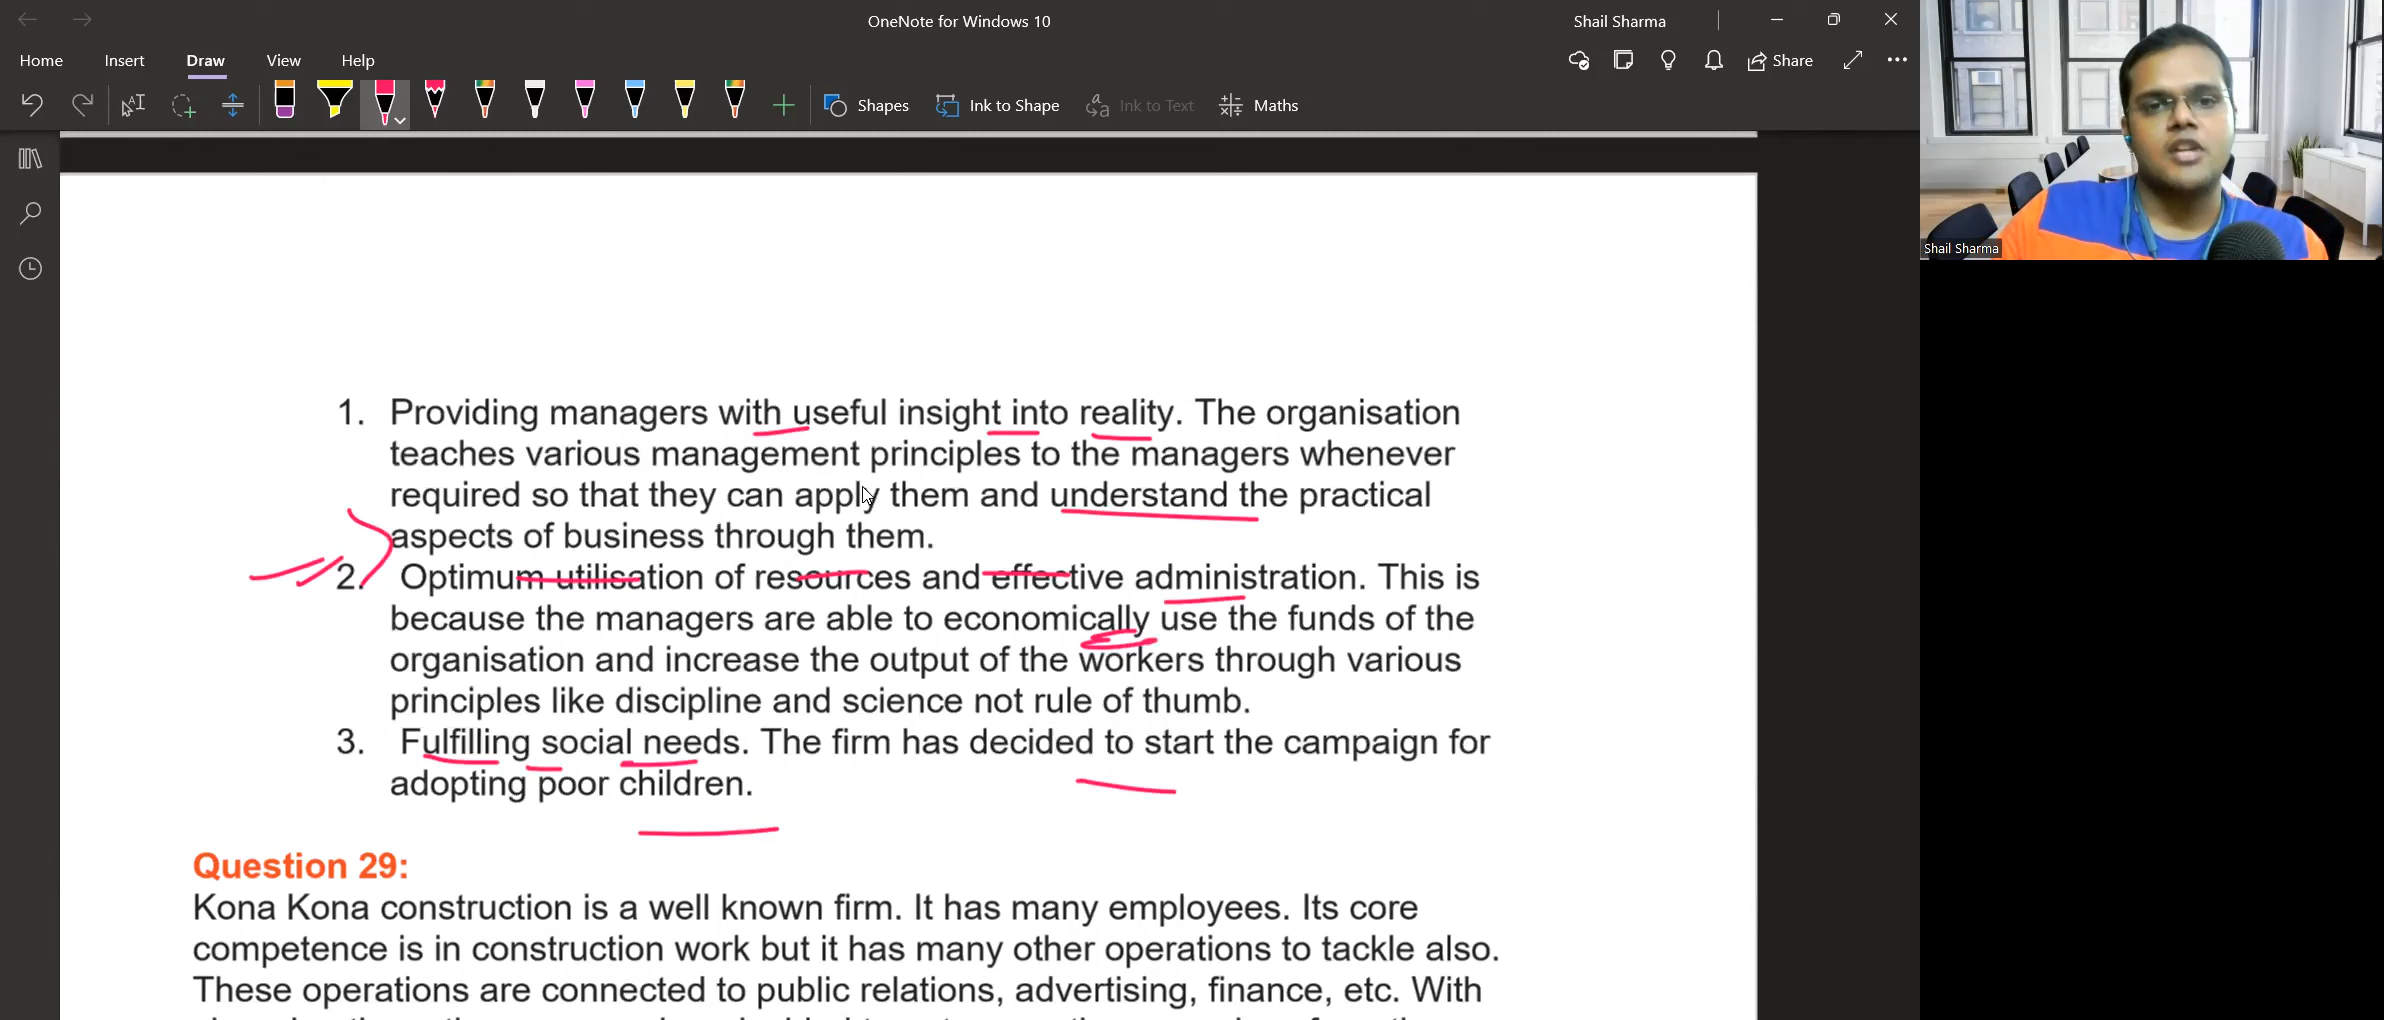 OneNote for Windows 10
Shail Sharma
Home Insert Draw View Help
Share
Shapes Ink to Shape Ink to Text Maths
Shail Sharma
1. Providing managers with useful insight into reality. The organisation
teaches various management principles to the managers whenever
required so that they can apply them and understand the practical
aspects of business through them.
2. Optimum utilisation of resources and effective administration. This is
because the managers are able to economically use the funds of the
organisation and increase the output of the workers through various
principles like discipline and science not rule of thumb.
3. Fulfilling social needs. The firm has decided to start the campaign for
adopting poor children.
Question 29:
Kona Kona construction is a well known firm. It has many employees. Its core
competence is in construction work but it has many other operations to tackle also.
These operations are connected to public relations, advertising, finance, etc. With